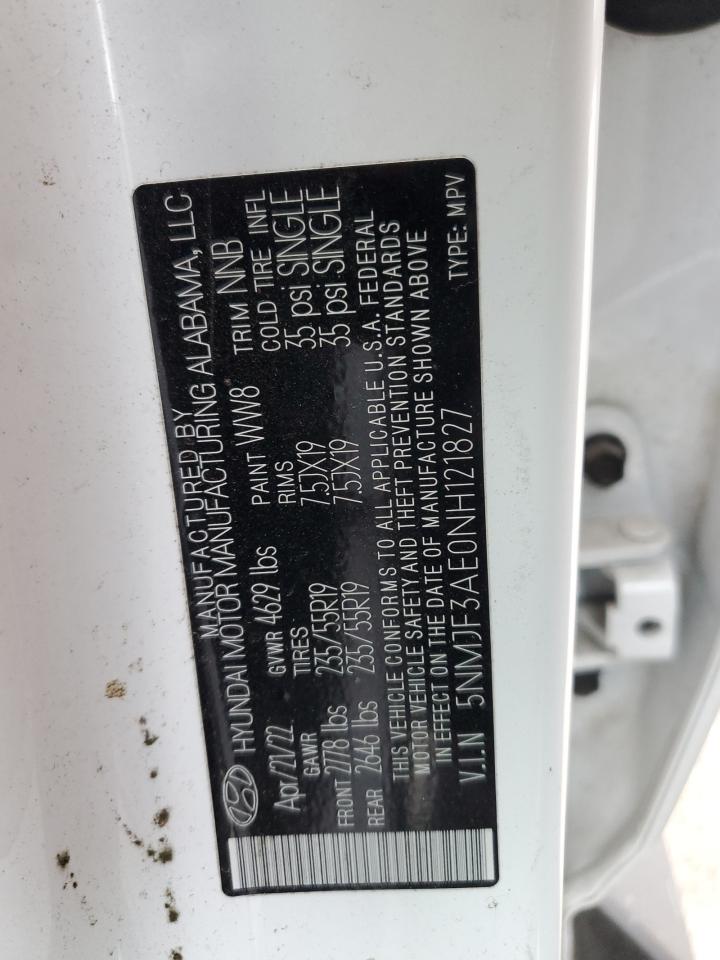 MANUFACTURED BY
HYUNDAI MOTOR MANUFACTURING ALABAMA, LLC
Apr/21/22 GVWR 4629 lbs PAINT WW8 TRIM NNB
GAWR TIRES RIMS COLD TIRE INFL
FRONT 2778 lbs 235/55R19 7.5JX19 35 psi SINGLE
REAR 2646 lbs 235/55R19 7.5JX19 35 psi SINGLE
THIS VEHICLE CONFORMS TO ALL APPLICABLE U.S.A. FEDERAL
MOTOR VEHICLE SAFETY AND THEFT PREVENTION STANDARDS
IN EFFECT ON THE DATE OF MANUFACTURE SHOWN ABOVE
V.I.N 5NMJF3AE0NH121827 TYPE: MPV